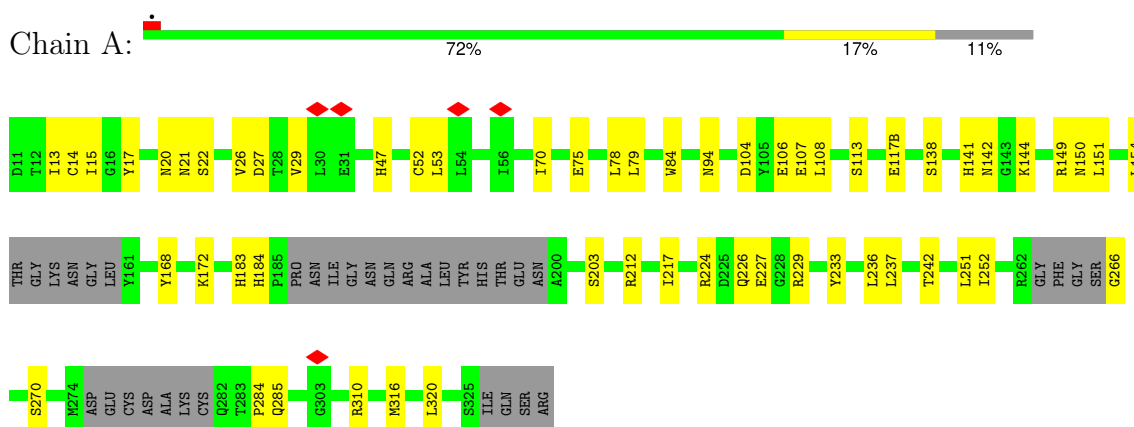 Chain A:
72% 17% 11%
D11 T12 I13 C14 I15 G16 Y17 N20 N21 S22 V26 D27 T28 V29 L30 E31 H47 C52 L53 L54 I56 I70 E75 L78 L79 W84 N94 D104 Y105 E106 E107 L108 S113 E117B S138 H141 N142 G143 K144 R149 N150 L151 L154
THR GLY LYS ASN GLY LEU Y161 Y168 K172 H183 H184 P185 PRO ASN ILE GLY ASN GLN ARG ALA LEU TYR HIS THR GLU ASN A200 S203 R212 I217 R224 D225 Q226 E227 G228 R229 Y233 L236 L237 T242 L251 I252 R262 GLY PHE GLY SER G266
S270 M274 ASP GLU CYS ASP ALA LYS CYS Q282 T283 P284 Q285 G303 R310 M316 L320 S325 ILE GLN SER ARG